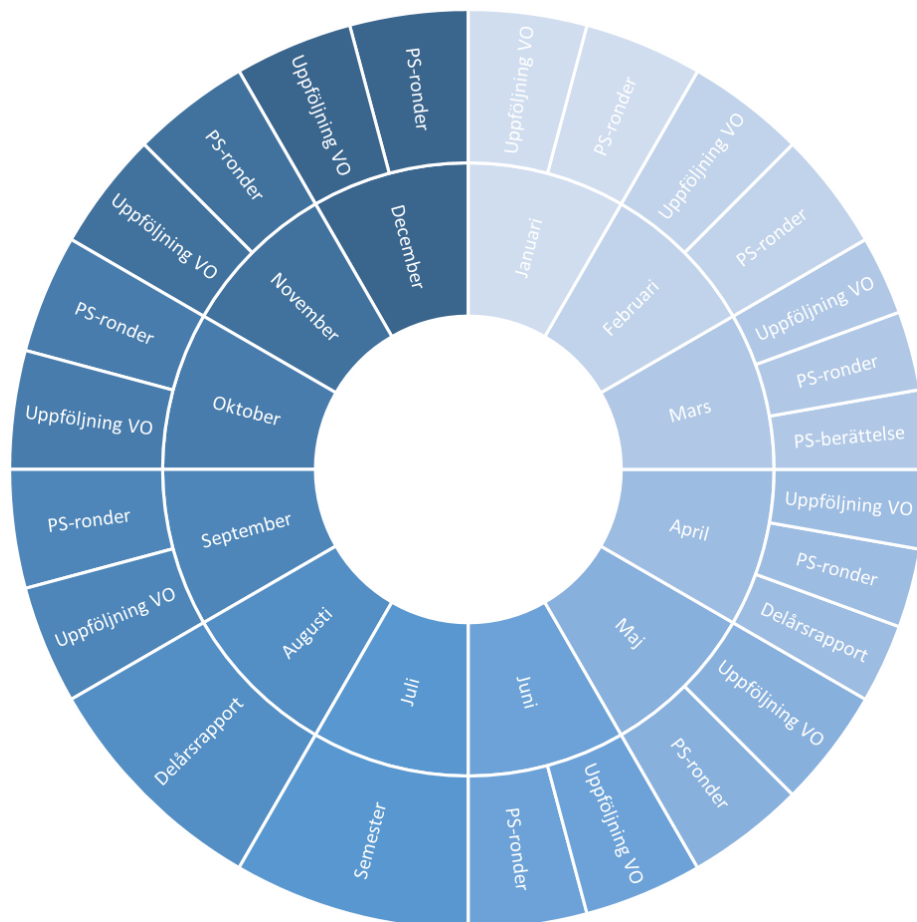 Januari
Uppföljning VO
PS-ronder
Februari
Uppföljning VO
PS-ronder
Mars
Uppföljning VO
PS-ronder
PS-berättelse
April
Uppföljning VO
PS-ronder
Delårsrapport
Maj
Uppföljning VO
PS-ronder
Juni
Uppföljning VO
PS-ronder
Juli
Semester
Augusti
Delårsrapport
September
Uppföljning VO
PS-ronder
Oktober
Uppföljning VO
PS-ronder
November
Uppföljning VO
PS-ronder
December
Uppföljning VO
PS-ronder